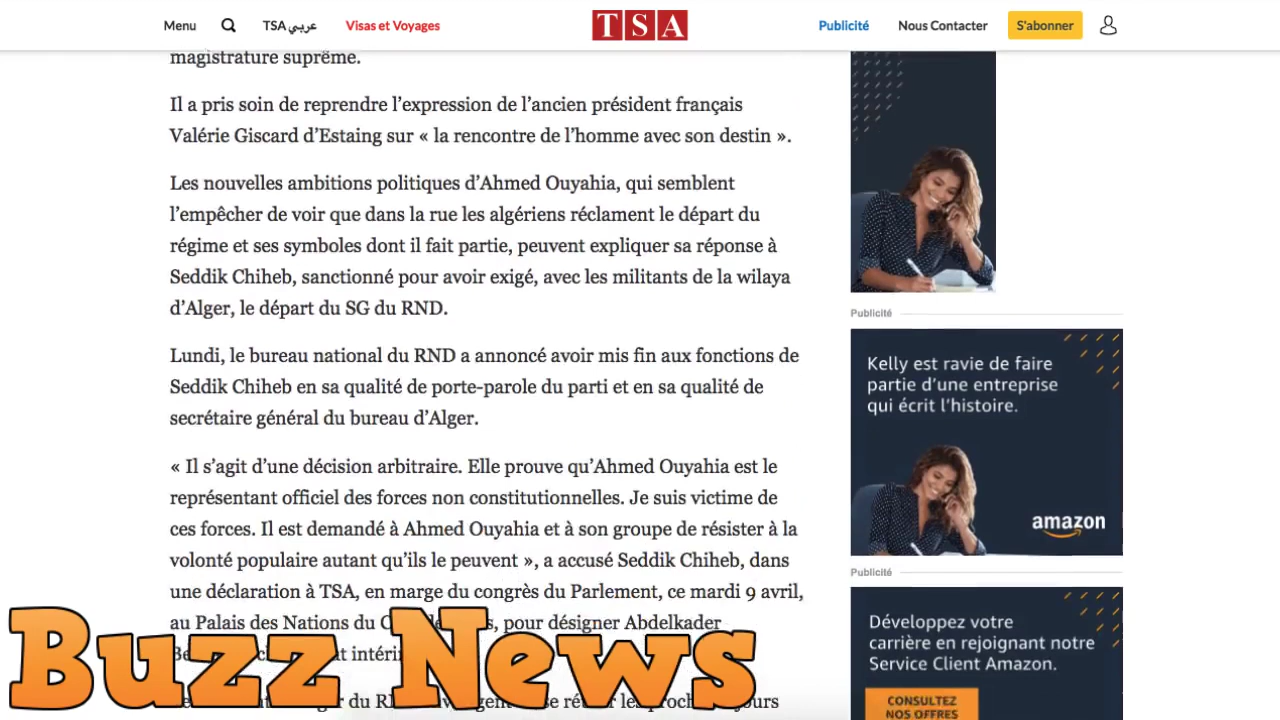 Menu TSA عربي Visas et Voyages TSA Publicité Nous Contacter S'abonner
magistrature suprême.
Il a pris soin de reprendre l'expression de l'ancien président français
Valérie Giscard d'Estaing sur « la rencontre de l'homme avec son destin ».
Les nouvelles ambitions politiques d'Ahmed Ouyahia, qui semblent
l'empêcher de voir que dans la rue les algériens réclament le départ du
régime et ses symboles dont il fait partie, peuvent expliquer sa réponse à
Seddik Chiheb, sanctionné pour avoir exigé, avec les militants de la wilaya
d'Alger, le départ du SG du RND.
Lundi, le bureau national du RND a annoncé avoir mis fin aux fonctions de
Seddik Chiheb en sa qualité de porte-parole du parti et en sa qualité de
secrétaire général du bureau d'Alger.
« Il s'agit d'une décision arbitraire. Elle prouve qu'Ahmed Ouyahia est le
représentant officiel des forces non constitutionnelles. Je suis victime de
ces forces. Il est demandé à Ahmed Ouyahia et à son groupe de résister à la
volonté populaire autant qu'ils le peuvent », a accusé Seddik Chiheb, dans
une déclaration à TSA, en marge du congrès du Parlement, ce mardi 9 avril,
au Palais des Nations du pour désigner Abdelkader
Buzz News
Publicité
Kelly est ravie de faire
partie d'une entreprise
qui écrit l'histoire.
amazon
Publicité
Développez votre
carrière en rejoignant notre
Service Client Amazon.
CONSULTEZ
NOS OFFRES